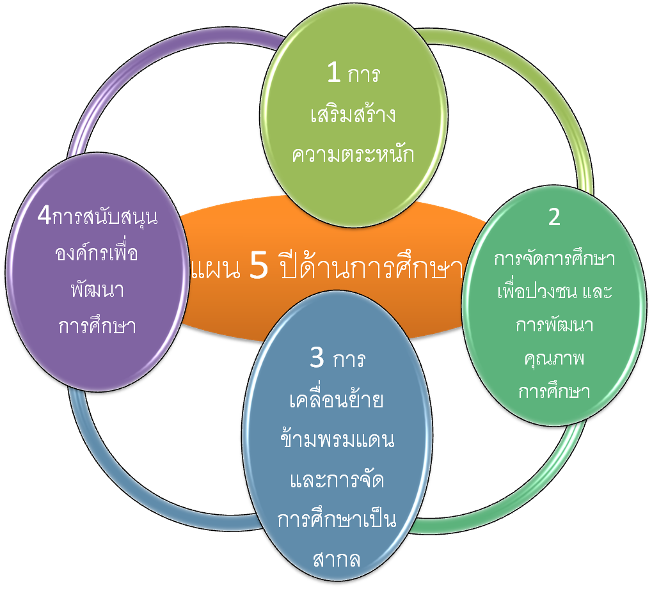 1 การ
เสริมสร้าง
ความตระหนัก
2
การจัดการศึกษา
เพื่อปวงชน และ
การพัฒนา
คุณภาพ
การศึกษา
3 การ
เคลื่อนย้าย
ข้ามพรมแดน
และการจัด
การศึกษาเป็น
สากล
4การสนับสนุน
องค์กรเพื่อ
พัฒนา
การศึกษา
แผน 5 ปีด้านการศึกษา